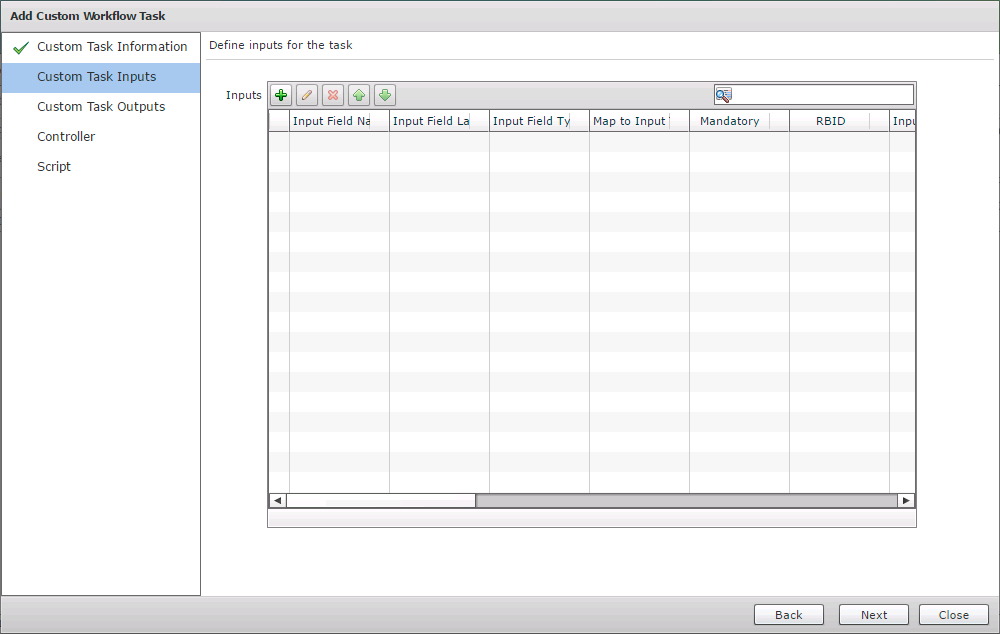 Add Custom Workflow Task
Custom Task Information
Define inputs for the task
Custom Task Inputs
Custom Task Outputs
Controller
Script
Inputs
Input Field Na Input Field La Input Field Ty Map to Input Mandatory RBID Inpu
Back Next Close